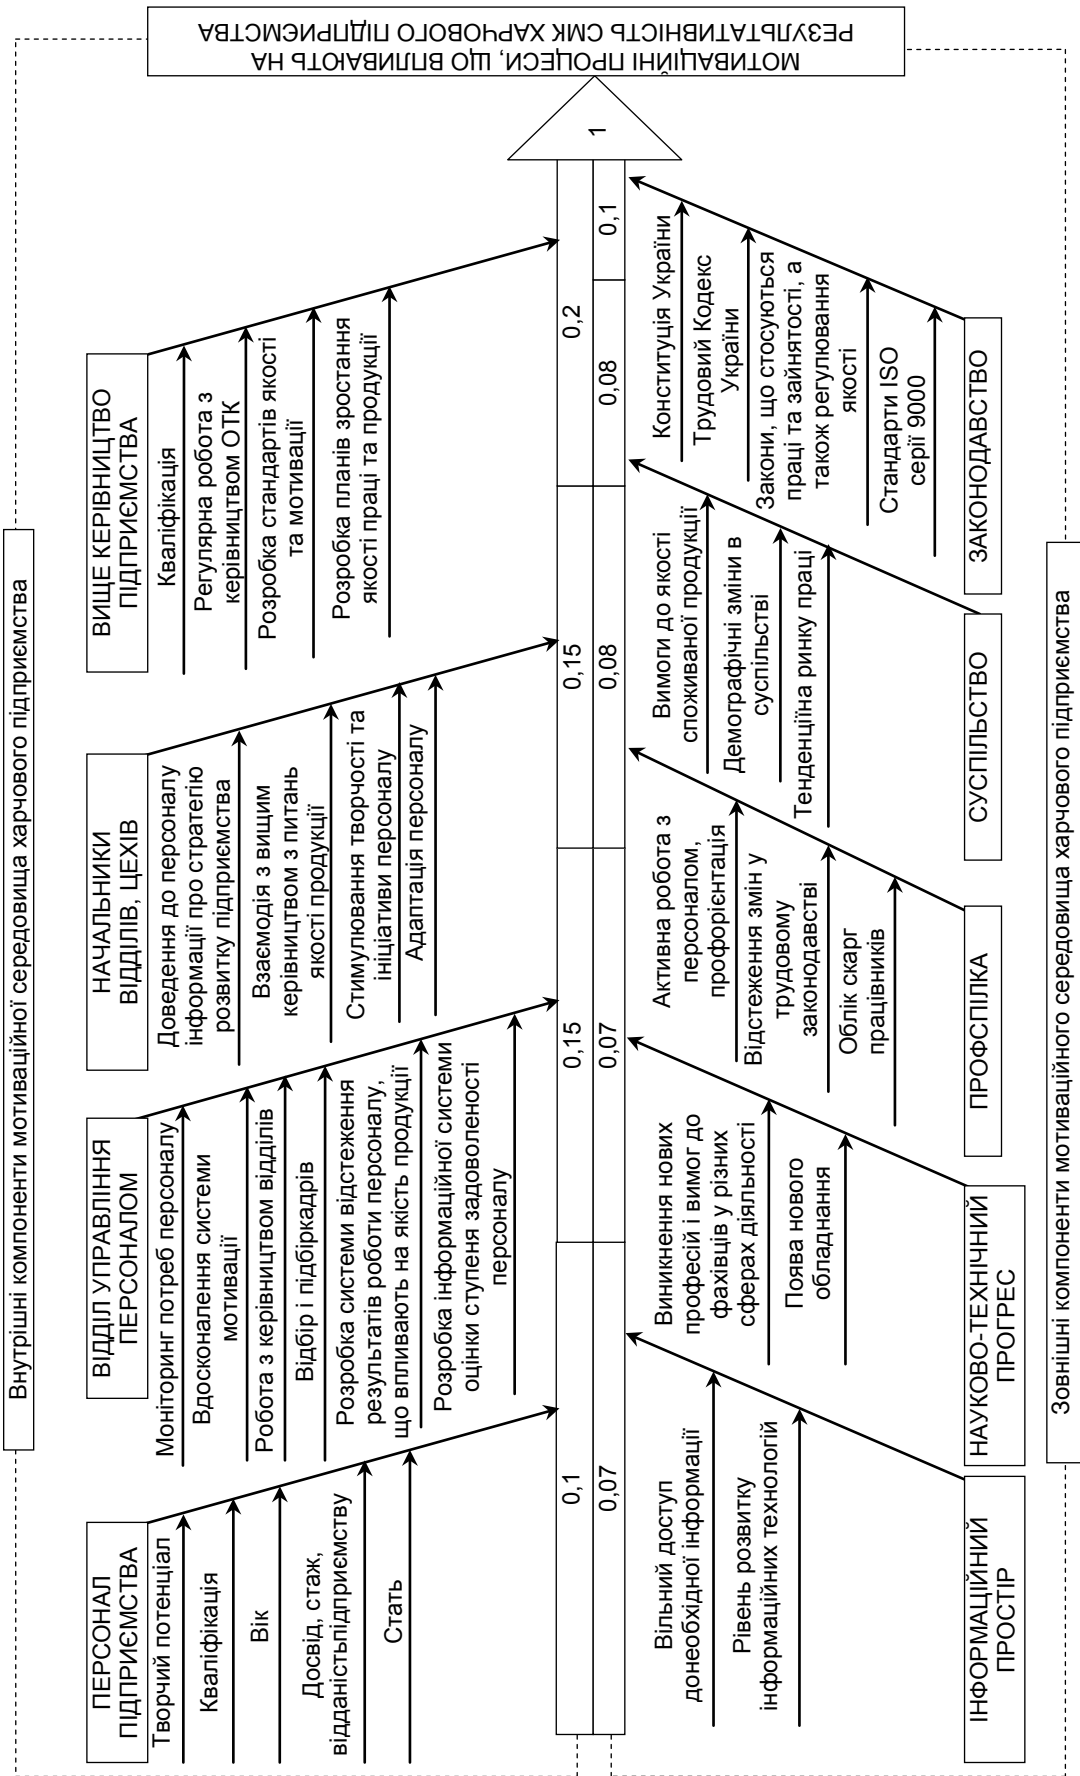 Внутрішні компоненти мотиваційної середовища харчового підприємства
ПЕРСОНАЛ
ПІДПРИЄМСТВА
Творчий потенціал
Кваліфікація
Вік
Досвід, стаж,
відданістьпідприємству
Стать
ВІДДІЛ УПРАВЛІННЯ
ПЕРСОНАЛОМ
Моніторинг потреб персоналу
Вдосконалення системи
мотивації
Робота з керівництвом відділів
Відбір і підбіркадрів
Розробка системи відстеження
результатів роботи персоналу,
що впливають на якість продукції
Розробка інформаційної системи
оцінки ступеня задоволеності
персоналу
НАЧАЛЬНИКИ
ВІДДІЛІВ, ЦЕХІВ
Доведення до персоналу
інформації про стратегію
розвитку підприємства
Взаємодія з вищим
керівництвом з питань
якості продукції
Стимулювання творчості та
ініціативи персоналу
Адаптація персоналу
ВИЩЕ КЕРІВНИЦТВО
ПІДПРИЄМСТВА
Кваліфікація
Регулярна робота з
керівництвом ОТК
Розробка стандартів якості
та мотивації
Розробка планів зростання
якості праці та продукції
0,1
0,15
0,15
0,2
0,07
0,07
0,08
0,08
0,1
1
МОТИВАЦІЙНІ ПРОЦЕСИ, ЩО ВПЛИВАЮТЬ НА
РЕЗУЛЬТАТИВНІСТЬ СМК ХАРЧОВОГО ПІДПРИЄМСТВА
Вільний доступ
донеобхідної інформації
Рівень розвитку
інформаційних технологій
ІНФОРМАЦІЙНИЙ
ПРОСТІР
Виникнення нових
професій і вимог до
фахівців у різних
сферах діяльності
Поява нового
обладнання
НАУКОВО-ТЕХНІЧНИЙ
ПРОГРЕС
Активна робота з
персоналом,
профорієнтація
Відстеження змін у
трудовому
законодавстві
Облік скарг
працівників
ПРОФСПІЛКА
Вимоги до якості
споживаної продукції
Демографічні зміни в
суспільстві
Тенденціїна ринку праці
СУСПІЛЬСТВО
Конституція України
Трудовий Кодекс
України
Закони, що стосуються
праці та зайнятості, а
також регулювання
якості
Стандарти ISO
серії 9000
ЗАКОНОДАВСТВО
Зовнішні компоненти мотиваційного середовища харчового підприємства